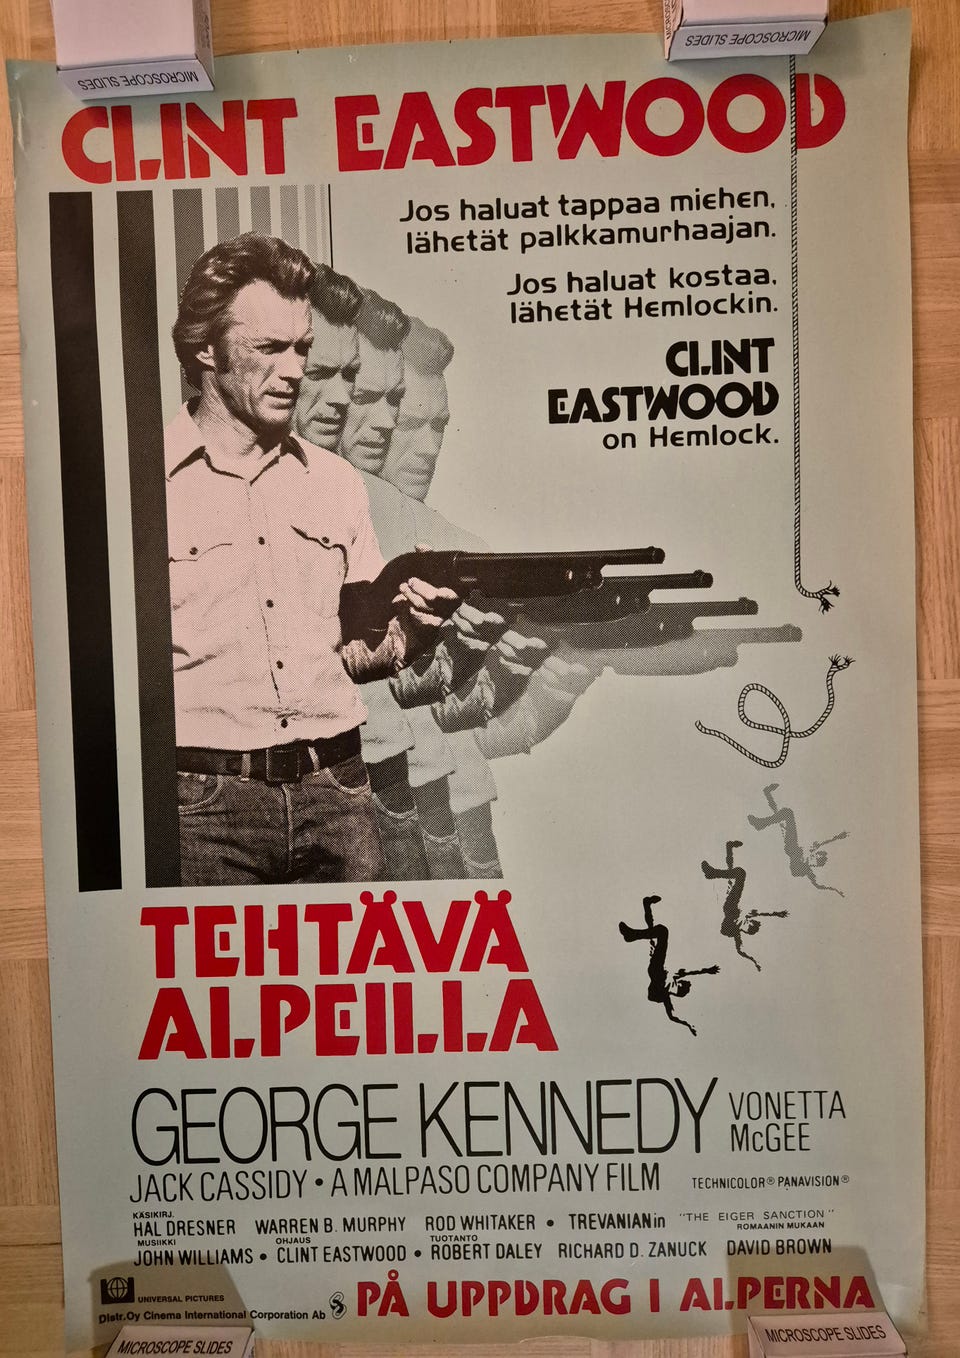 MICROSCOPE SLIDES
MICROSCOPE SLIDES
CLINT EASTWOOD
Jos haluat tappaa miehen,
lähetät palkkamurhaajan.
Jos haluat kostaa,
lähetät Hemlockin.
CLINT
EASTWOOD
on Hemlock.
TEHTÄVÄ
ALPEILLA
GEORGE KENNEDY
VONETTA
McGEE
JACK CASSIDY • A MALPASO COMPANY FILM
TECHNICOLOR® PANAVISION®
KÄSIKIRJ.
HAL DRESNER WARREN B. MURPHY ROD WHITAKER • TREVANIANin "THE EIGER SANCTION"
ROMAANIN MUKAAN
MUSIIKKI OHJAUS TUOTANTO
JOHN WILLIAMS • CLINT EASTWOOD • ROBERT DALEY RICHARD D. ZANUCK DAVID BROWN
UNIVERSAL PICTURES
Distr. Oy Cinema International Corporation Ab
PÅ UPPDRAG I ALPERNA
MICROSCOPE SLIDES
MICROSCOPE SLIDES